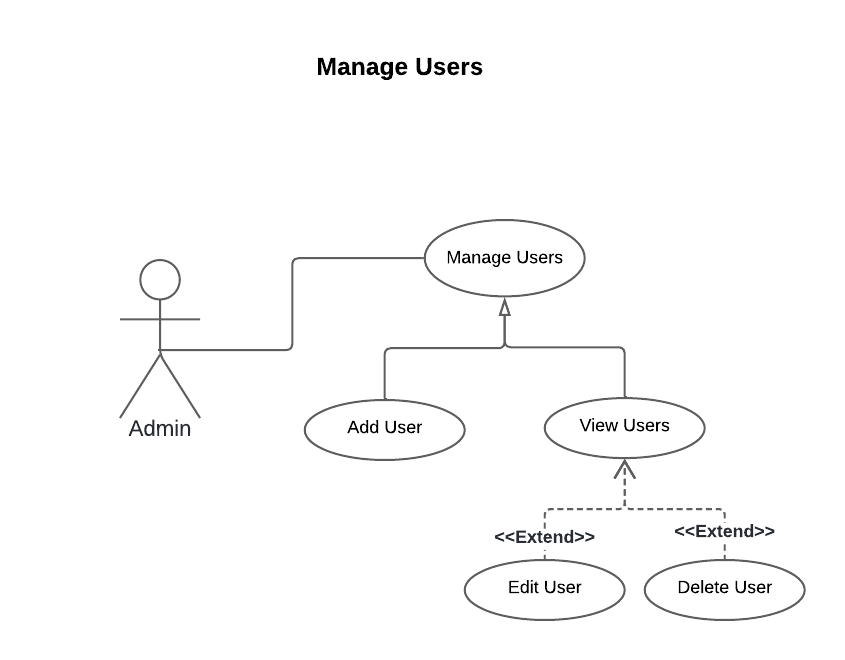 Manage Users
Manage Users
Admin
Add User
View Users
<<Extend>>
<<Extend>>
Edit User
Delete User